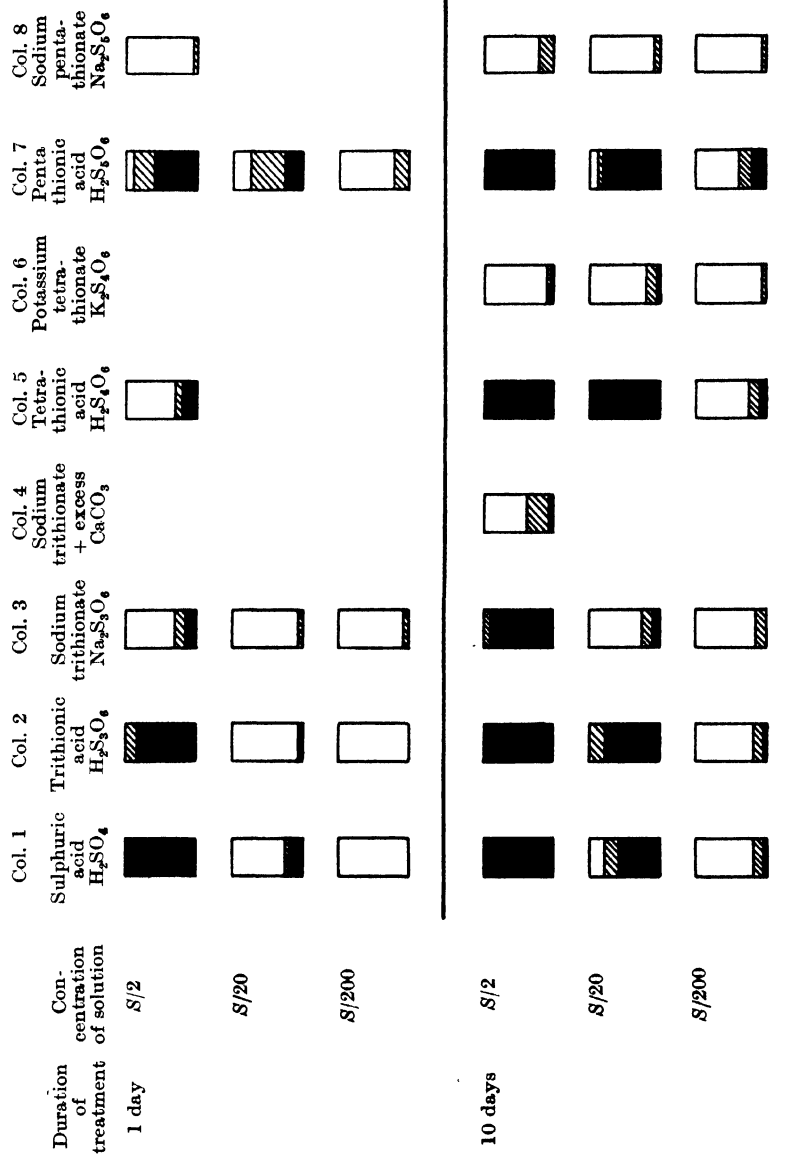 Duration
of
treatment
Con-
centration
of solution
Col. 1
Sulphuric
acid
H₂SO₄
Col. 2
Trithionic
acid
H₂S₃O₆
Col. 3
Sodium
trithionate
Na₂S₃O₆
Col. 4
Sodium
trithionate
+ excess
CaCO₃
Col. 5
Tetra-
thionic
acid
H₂S₄O₆
Col. 6
Potassium
tetra-
thionate
K₂S₄O₆
Col. 7
Penta
thionic
acid
H₂S₅O₆
Col. 8
Sodium
penta-
thionate
Na₂S₅O₆
1 day
S/2
S/20
S/200
10 days
S/2
S/20
S/200